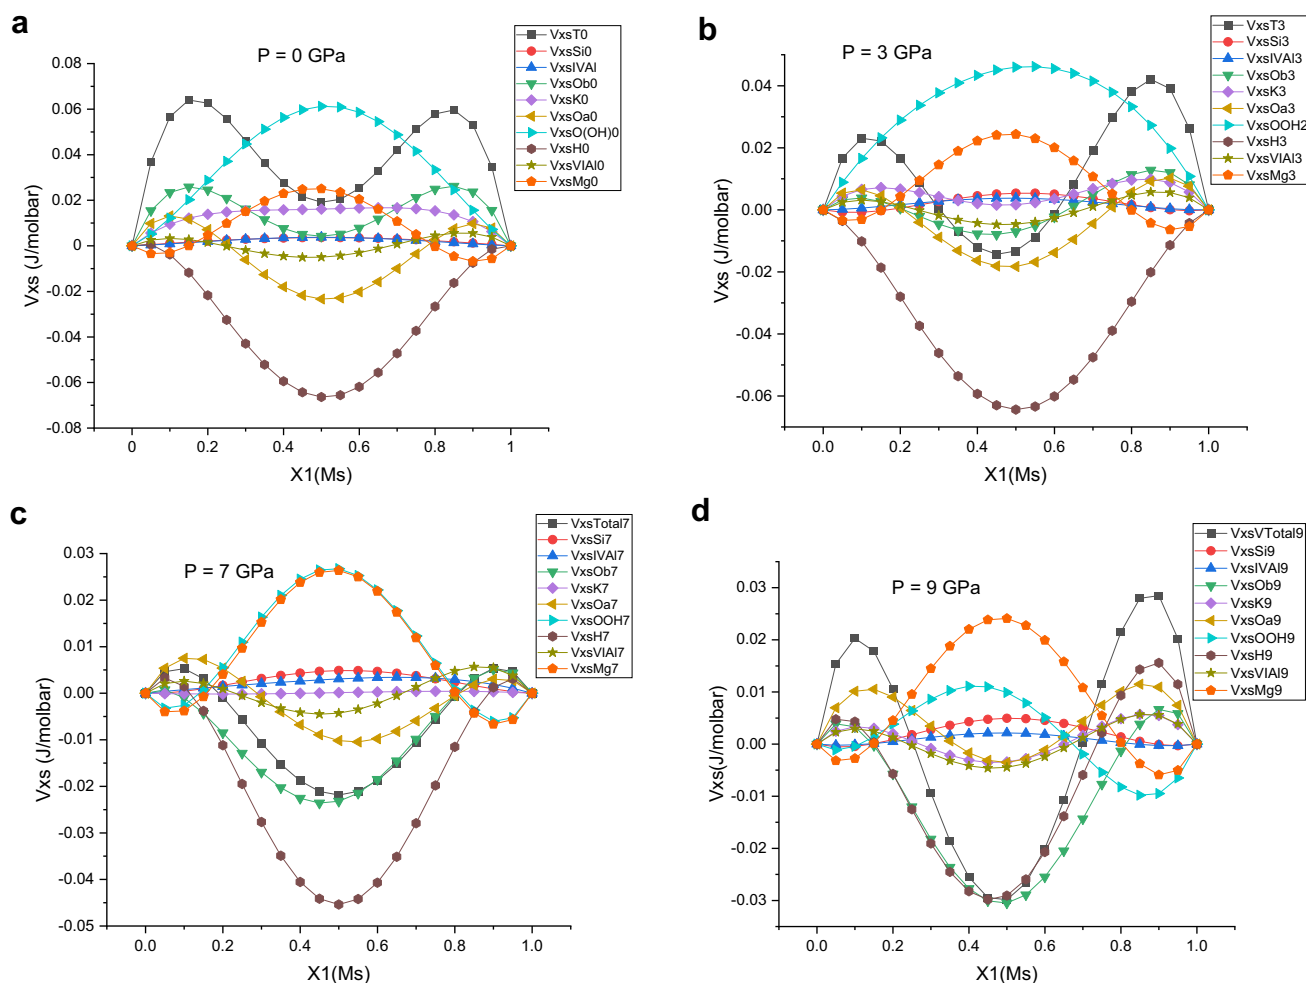 a
P = 0 GPa
VxsT0
VxsSi0
VxsIVAl
VxsOb0
VxsK0
VxsOa0
VxsO(OH)0
VxsH0
VxsVIAl0
VxsMg0
0.08
0.06
0.04
0.02
0
-0.02
-0.04
-0.06
-0.08
Vxs (J/molbar)
0 0.2 0.4 0.6 0.8 1
X1(Ms)
b
P = 3 GPa
VxsT3
VxsSi3
VxsIVAl3
VxsOb3
VxsK3
VxsOa3
VxsOOH2
VxsH3
VxsVIAl3
VxsMg3
0.04
0.02
0.00
-0.02
-0.04
-0.06
Vxs (J/molbar)
0.0 0.2 0.4 0.6 0.8 1.0
X1(Ms)
c
P = 7 GPa
VxsTotal7
VxsSi7
VxsIVAl7
VxsOb7
VxsK7
VxsOa7
VxsOOH7
VxsH7
VxsVIAl7
VxsMg7
0.03
0.02
0.01
0.00
-0.01
-0.02
-0.03
-0.04
-0.05
Vxs (J/molbar)
0.0 0.2 0.4 0.6 0.8 1.0
X1(Ms)
d
P = 9 GPa
VxsVTotal9
VxsSi9
VxsIVAl9
VxsOb9
VxsK9
VxsOa9
VxsOOH9
VxsH9
VxsVIAl9
VxsMg9
0.03
0.02
0.01
0.00
-0.01
-0.02
-0.03
Vxs(J/molbar)
0.0 0.2 0.4 0.6 0.8 1.0
X1(Ms)